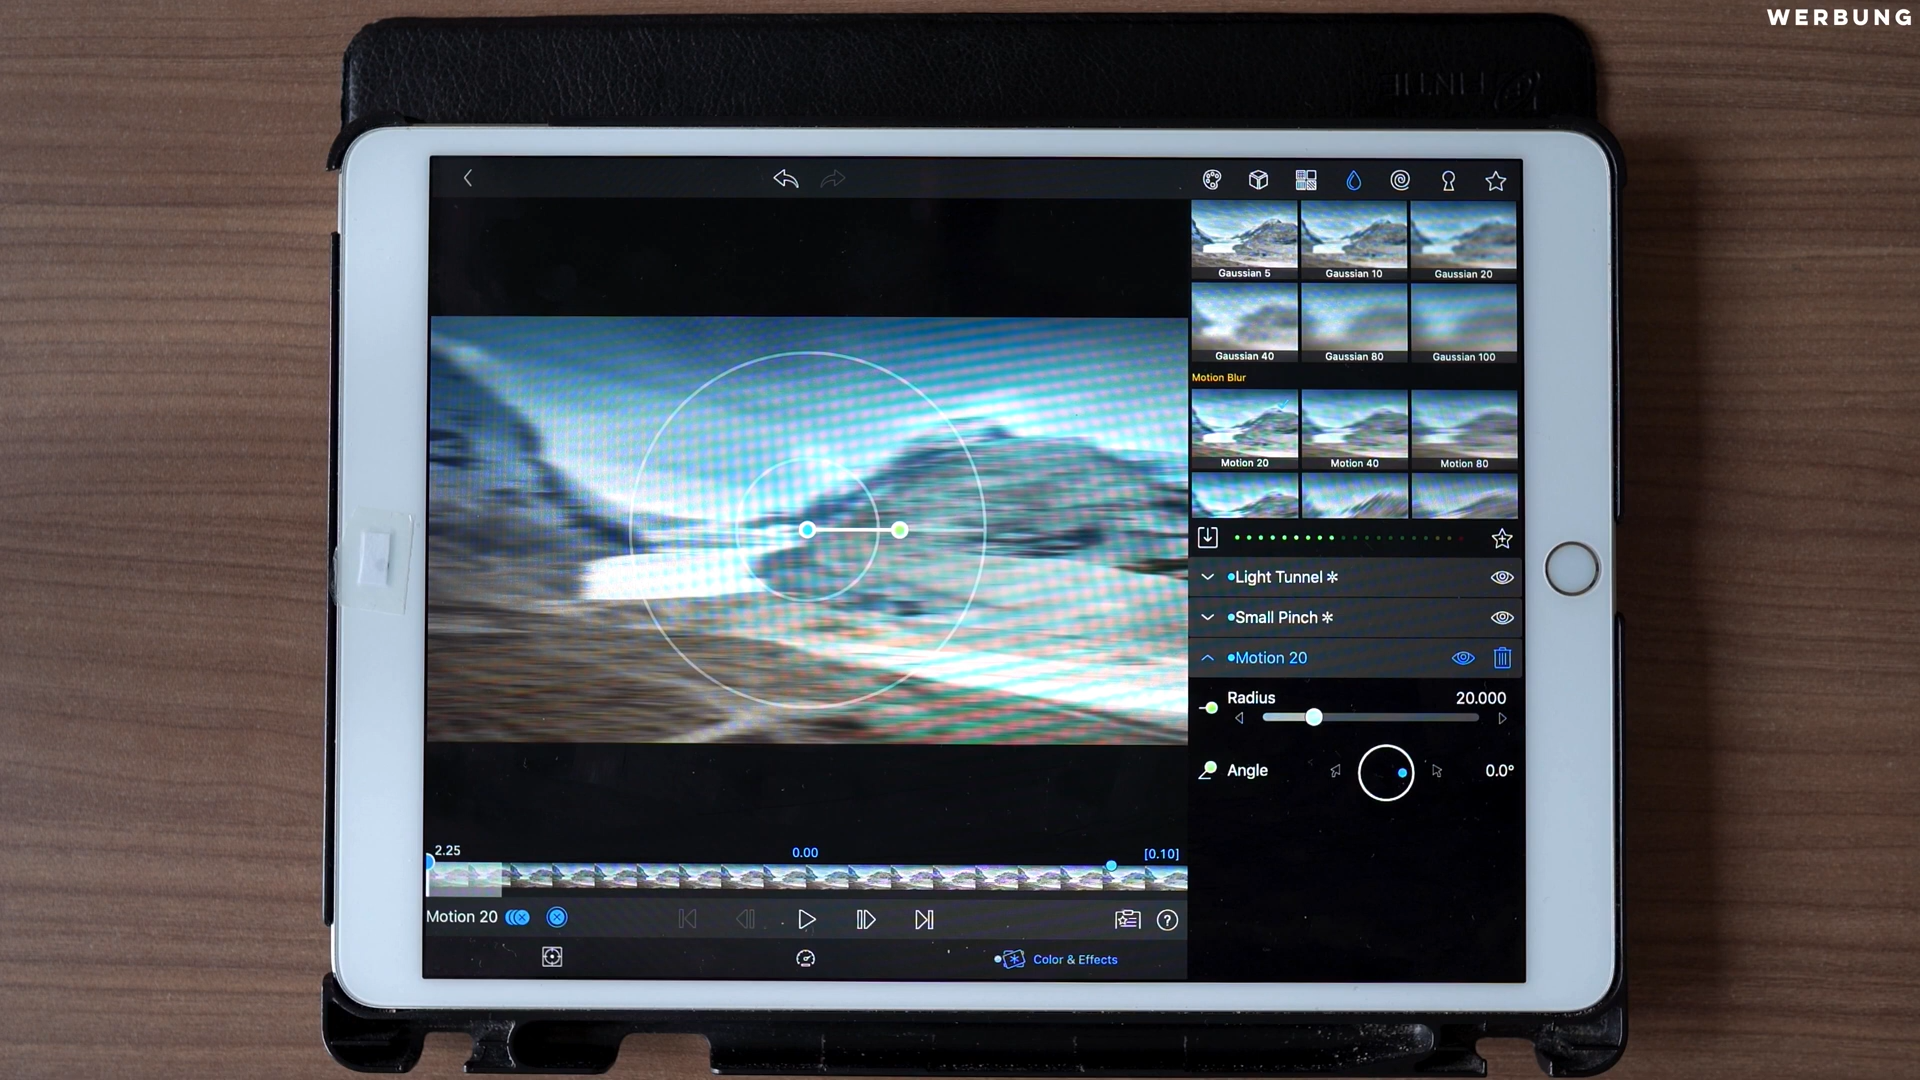 WERBUNG
FINTIE
Gaussian 5
Gaussian 10
Gaussian 20
Gaussian 40
Gaussian 80
Gaussian 100
Motion Blur
Motion 20
Motion 40
Motion 80
Light Tunnel
Small Pinch
Motion 20
Radius
20.000
Angle
0.0°
2.25
0.00
[0.10]
Motion 20
?
Color & Effects